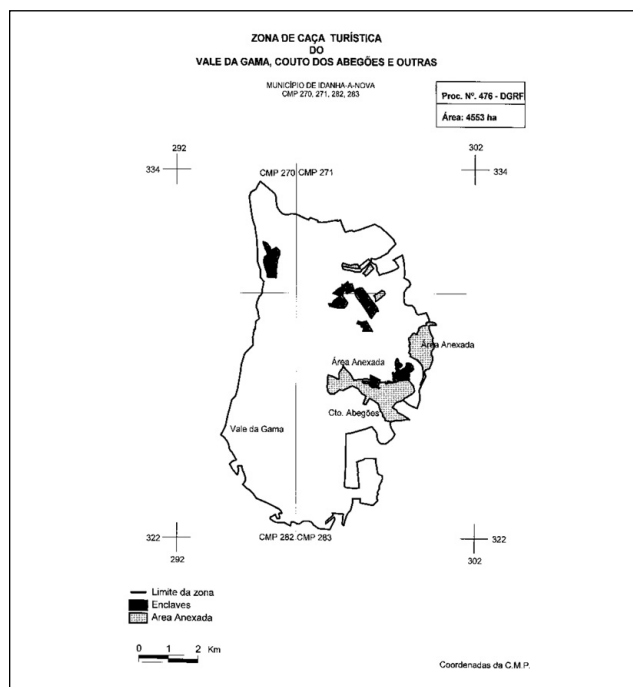 ZONA DE CAÇA TURÍSTICA
DO
VALE DA GAMA, COUTO DOS ABEGÕES E OUTRAS
MUNICÍPIO DE IDANHA-A-NOVA
CMP 270, 271, 282, 283
Proc. Nº. 476 - DGRF
Área: 4553 ha
292
302
334
CMP 270
CMP 271
334
Área Anexada
Área Anexada
Cto. Abegões
Vale da Gama
322
CMP 282
CMP 283
322
292
302
Limite da zona
Enclaves
Area Anexada
0 1 2 Km
Coordenadas da C.M.P.